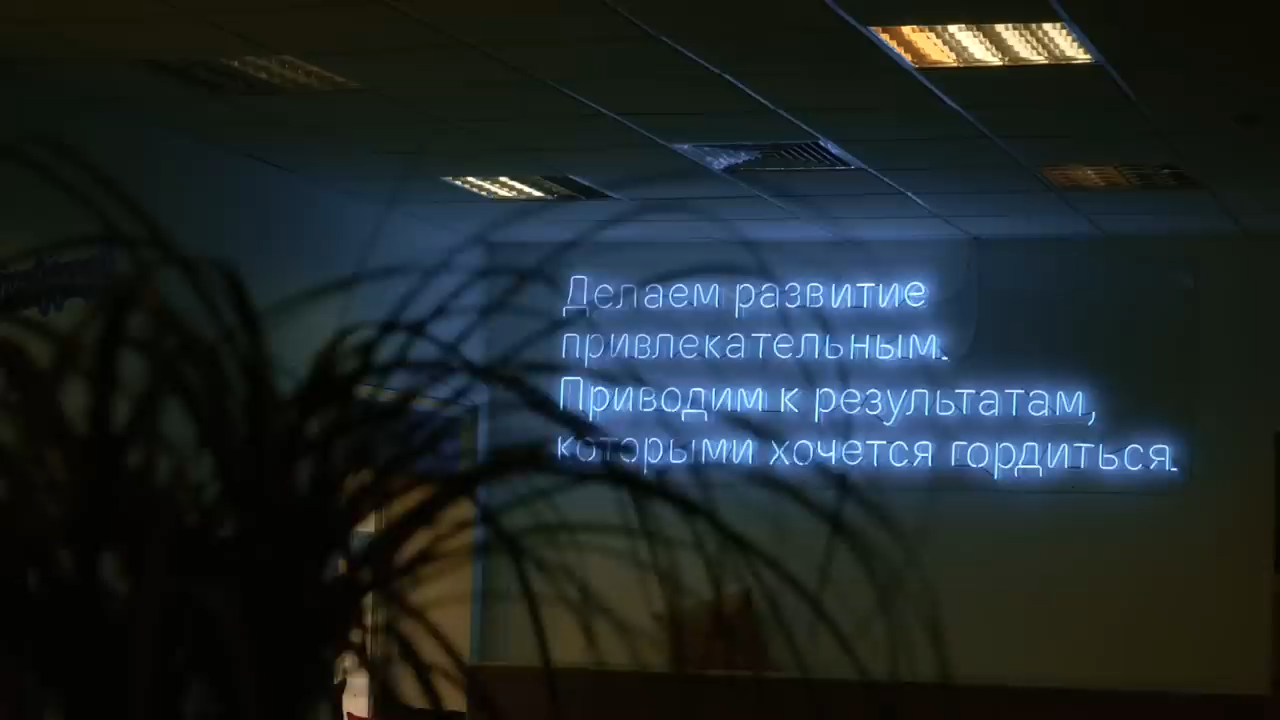 Делаем развитие
привлекательным.
Приводим к результатам,
которыми хочется гордиться.